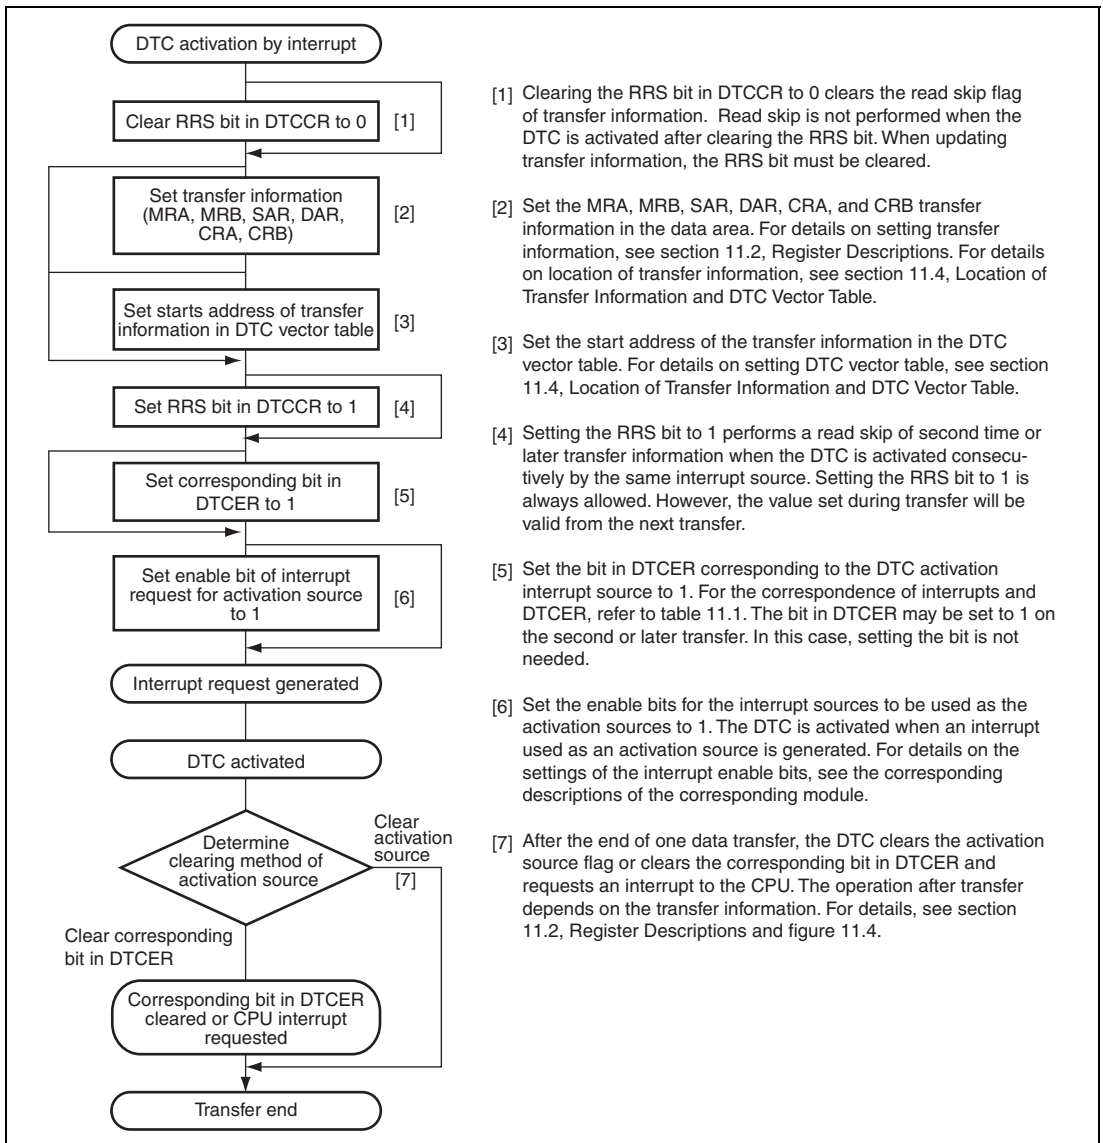 DTC activation by interrupt
Clear RRS bit in DTCCR to 0
[1]
Set transfer information
(MRA, MRB, SAR, DAR,
CRA, CRB)
[2]
Set starts address of transfer
information in DTC vector table
[3]
Set RRS bit in DTCCR to 1
[4]
Set corresponding bit in
DTCER to 1
[5]
Set enable bit of interrupt
request for activation source
to 1
[6]
Interrupt request generated
DTC activated
Determine
clearing method of
activation source
Clear
activation
source
[7]
Clear corresponding
bit in DTCER
Corresponding bit in DTCER
cleared or CPU interrupt
requested
Transfer end
[1] Clearing the RRS bit in DTCCR to 0 clears the read skip flag
of transfer information. Read skip is not performed when the
DTC is activated after clearing the RRS bit. When updating
transfer information, the RRS bit must be cleared.
[2] Set the MRA, MRB, SAR, DAR, CRA, and CRB transfer
information in the data area. For details on setting transfer
information, see section 11.2, Register Descriptions. For details
on location of transfer information, see section 11.4, Location of
Transfer Information and DTC Vector Table.
[3] Set the start address of the transfer information in the DTC
vector table. For details on setting DTC vector table, see section
11.4, Location of Transfer Information and DTC Vector Table.
[4] Setting the RRS bit to 1 performs a read skip of second time or
later transfer information when the DTC is activated consecu-
tively by the same interrupt source. Setting the RRS bit to 1 is
always allowed. However, the value set during transfer will be
valid from the next transfer.
[5] Set the bit in DTCER corresponding to the DTC activation
interrupt source to 1. For the correspondence of interrupts and
DTCER, refer to table 11.1. The bit in DTCER may be set to 1 on
the second or later transfer. In this case, setting the bit is not
needed.
[6] Set the enable bits for the interrupt sources to be used as the
activation sources to 1. The DTC is activated when an interrupt
used as an activation source is generated. For details on the
settings of the interrupt enable bits, see the corresponding
descriptions of the corresponding module.
[7] After the end of one data transfer, the DTC clears the activation
source flag or clears the corresponding bit in DTCER and
requests an interrupt to the CPU. The operation after transfer
depends on the transfer information. For details, see section
11.2, Register Descriptions and figure 11.4.